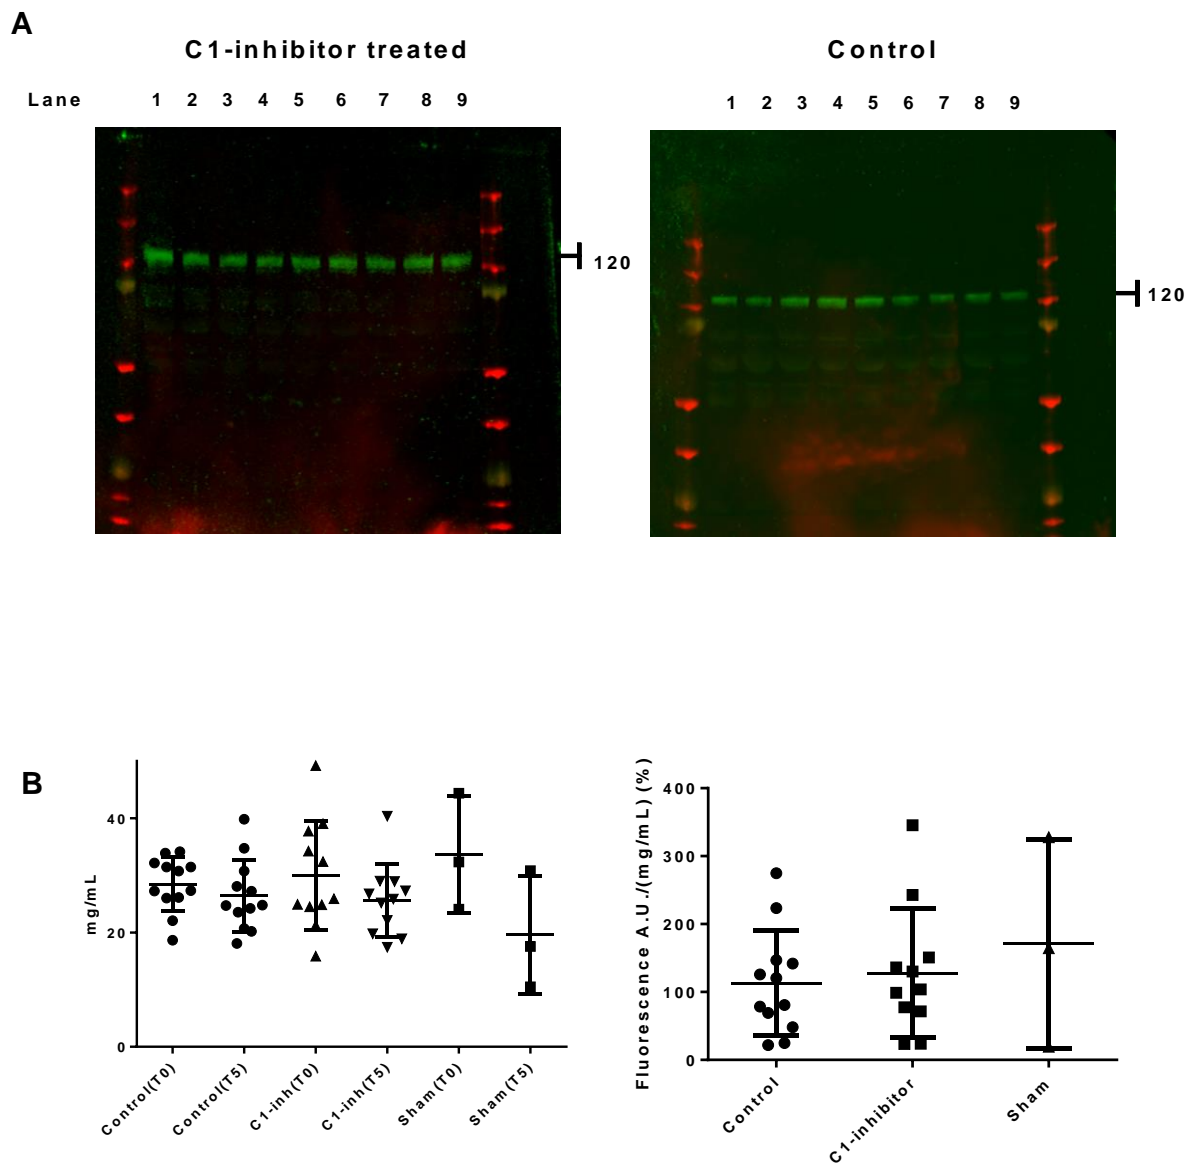 A
C1-inhibitor treated
Control
Lane 1 2 3 4 5 6 7 8 9
1 2 3 4 5 6 7 8 9
120
120
B
mg/mL
40
20
0
Control(T0)
Control(T5)
C1-inh(T0)
C1-inh(T5)
Sham(T0)
Sham(T5)
Fluorescence A.U./(mg/mL) (%)
400
300
200
100
0
Control
C1-inhibitor
Sham